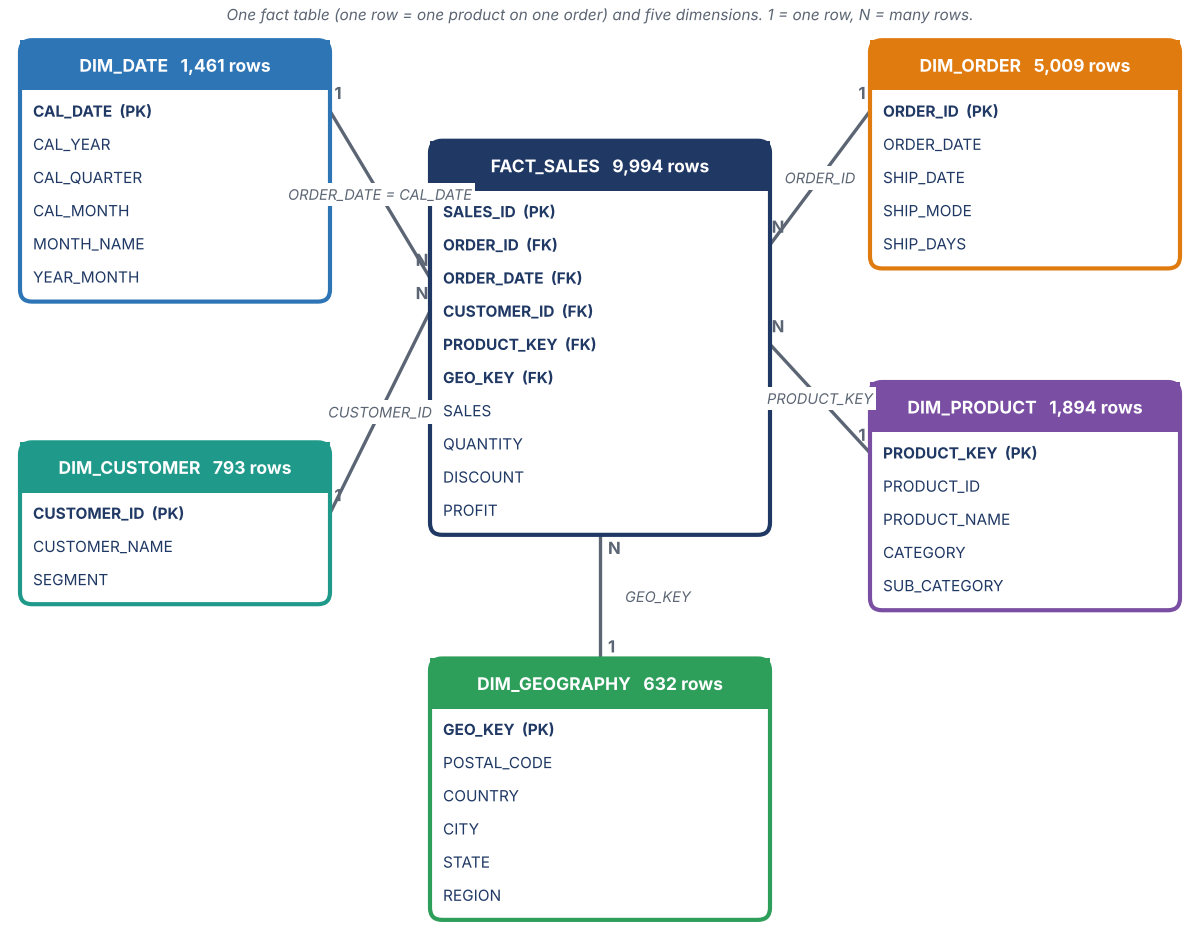 One fact table (one row = one product on one order) and five dimensions. 1 = one row, N = many rows.
DIM_DATE 1,461 rows
CAL_DATE (PK)
CAL_YEAR
CAL_QUARTER
CAL_MONTH
MONTH_NAME
YEAR_MONTH
1
ORDER_DATE = CAL_DATE
N
FACT_SALES 9,994 rows
SALES_ID (PK)
ORDER_ID (FK)
ORDER_DATE (FK)
CUSTOMER_ID (FK)
PRODUCT_KEY (FK)
GEO_KEY (FK)
SALES
QUANTITY
DISCOUNT
PROFIT
DIM_ORDER 5,009 rows
ORDER_ID (PK)
ORDER_DATE
SHIP_DATE
SHIP_MODE
SHIP_DAYS
1
ORDER_ID
N
N
CUSTOMER_ID
1
DIM_CUSTOMER 793 rows
CUSTOMER_ID (PK)
CUSTOMER_NAME
SEGMENT
N
PRODUCT_KEY
1
DIM_PRODUCT 1,894 rows
PRODUCT_KEY (PK)
PRODUCT_ID
PRODUCT_NAME
CATEGORY
SUB_CATEGORY
N
GEO_KEY
1
DIM_GEOGRAPHY 632 rows
GEO_KEY (PK)
POSTAL_CODE
COUNTRY
CITY
STATE
REGION